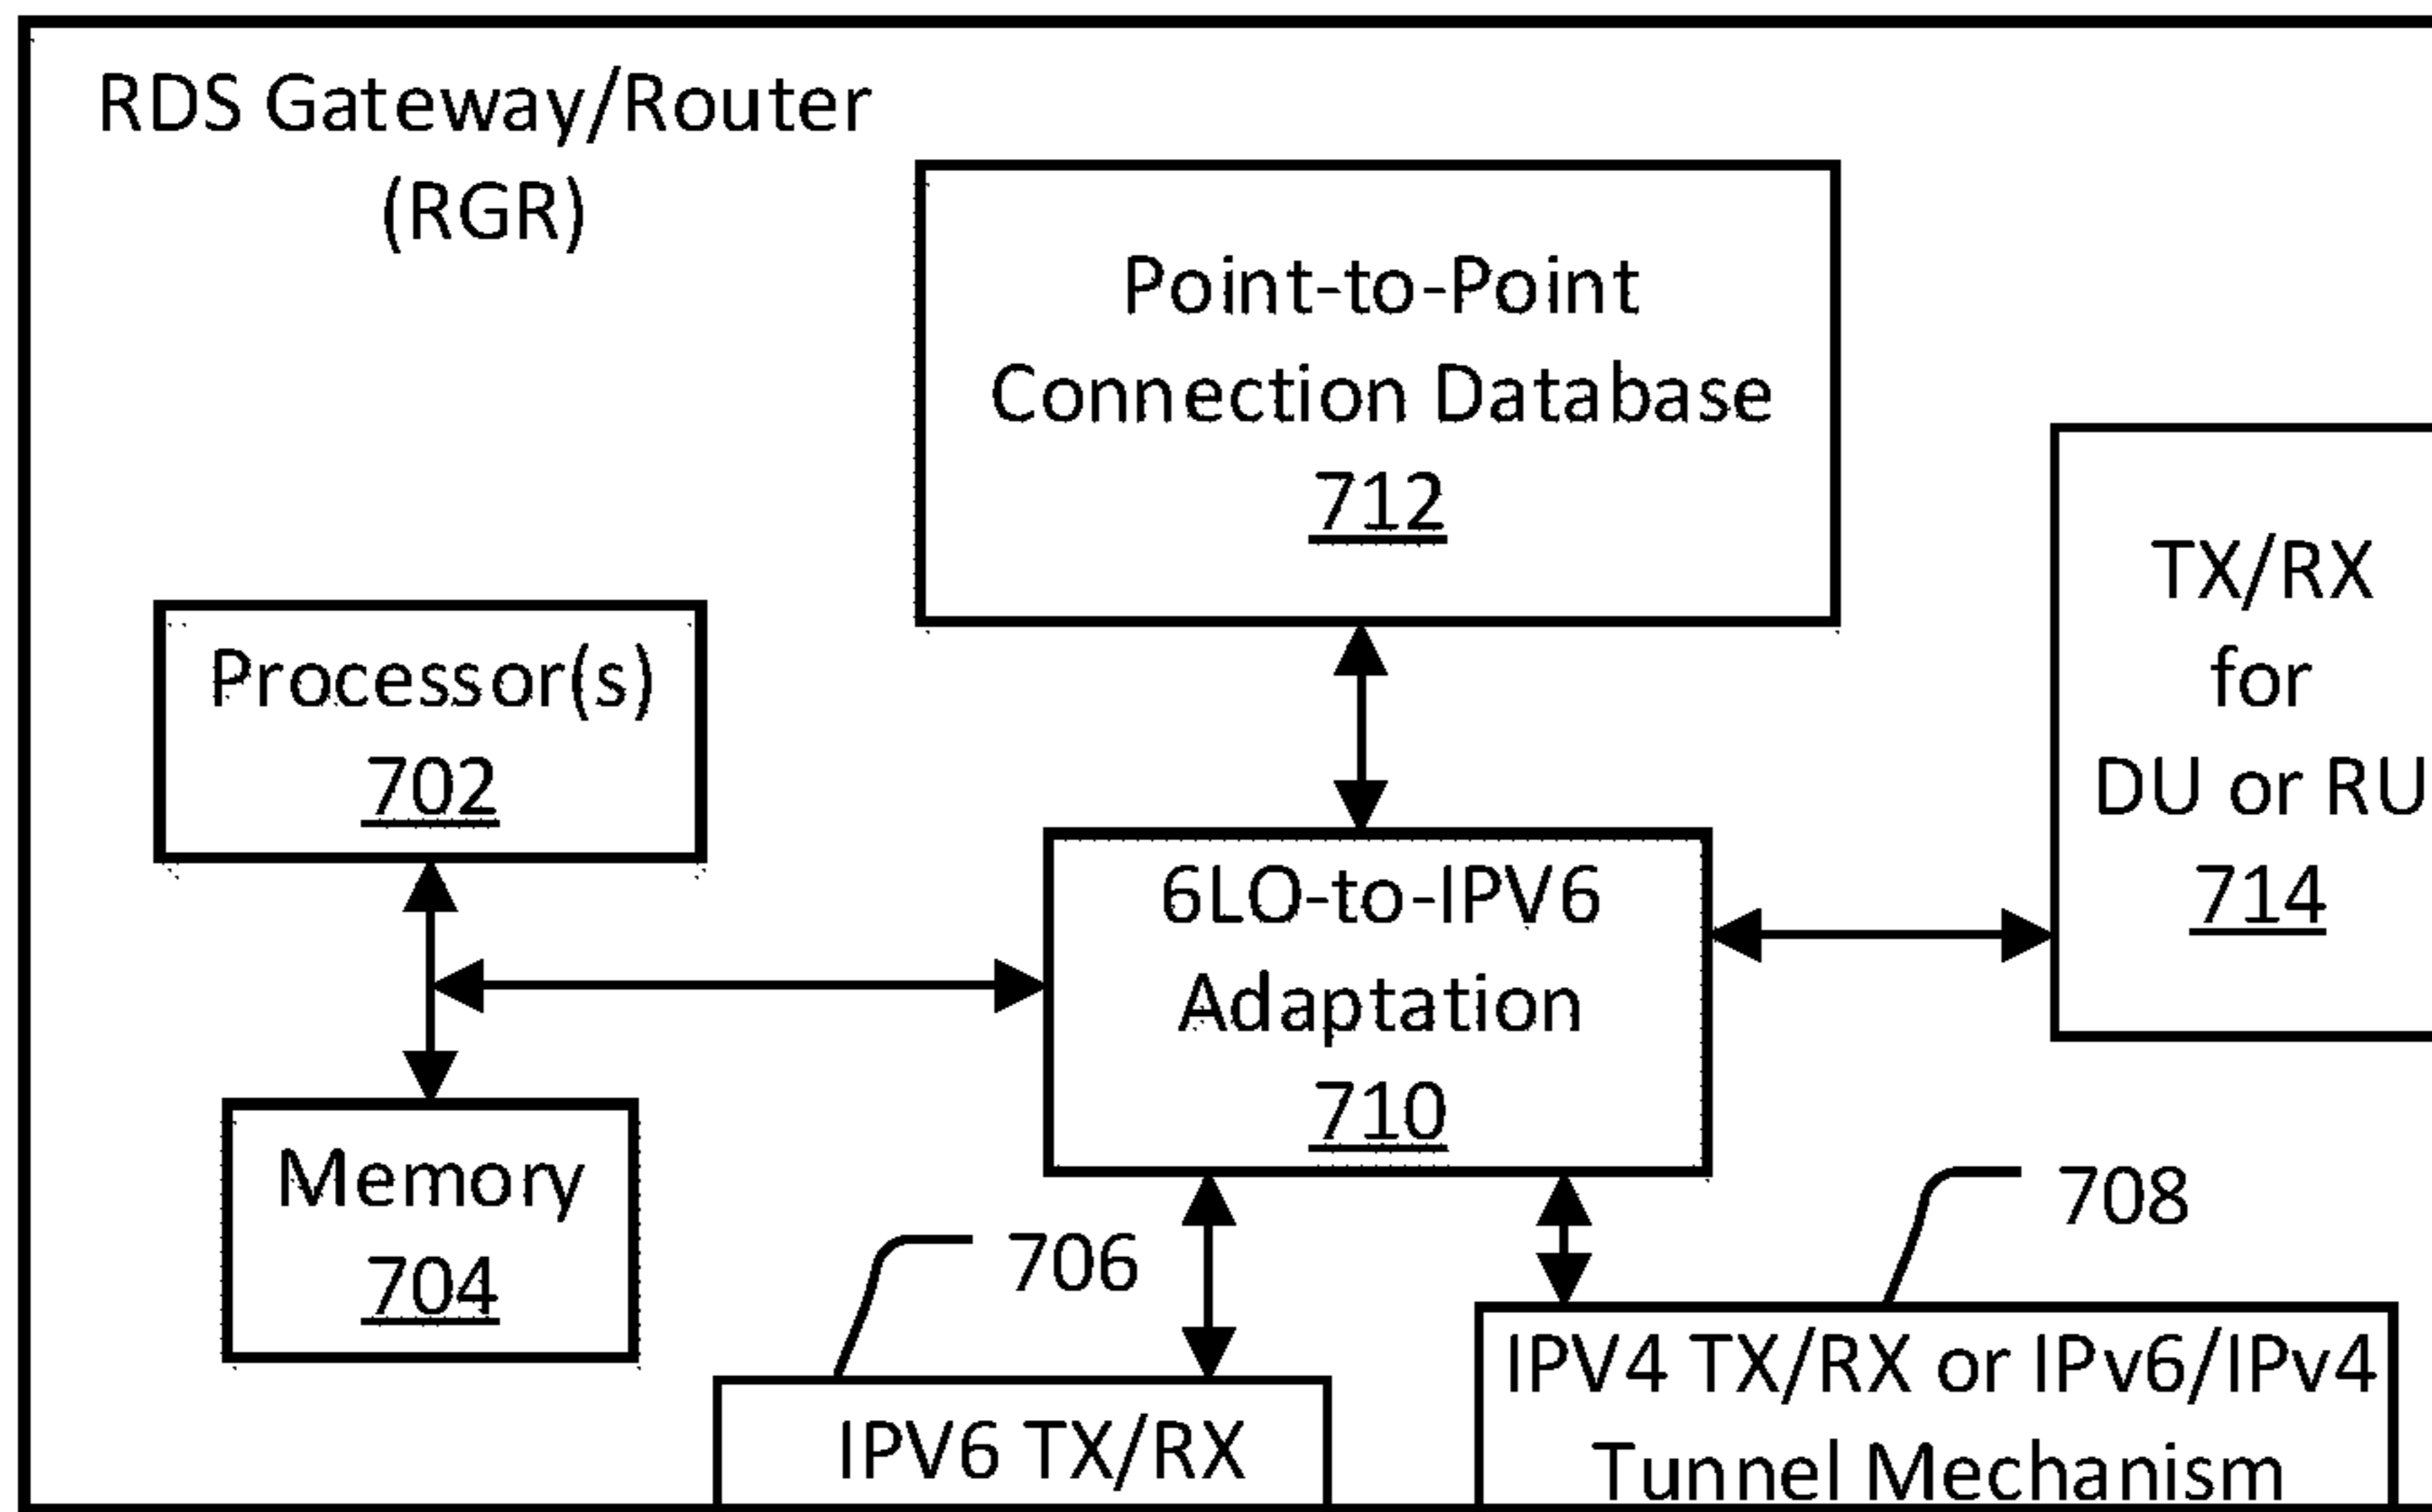 RDS Gateway/Router
(RGR)
Point-to-Point
Connection Database
712
TX/RX
for
DU or RU
714
Processor(s)
702
6LO-to-IPV6
Adaptation
710
Memory
704
706
708
IPV6 TX/RX
IPV4 TX/RX or IPv6/IPv4
Tunnel Mechanism